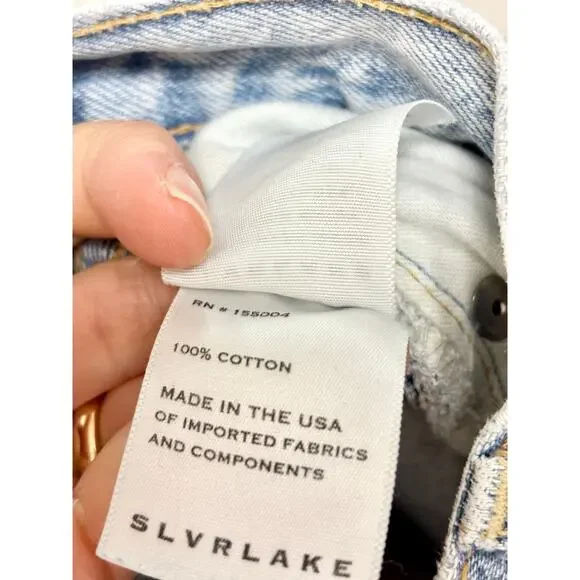 RN # 155004
100% COTTON
MADE IN THE USA
OF IMPORTED FABRICS
AND COMPONENTS
SLVRLAKE